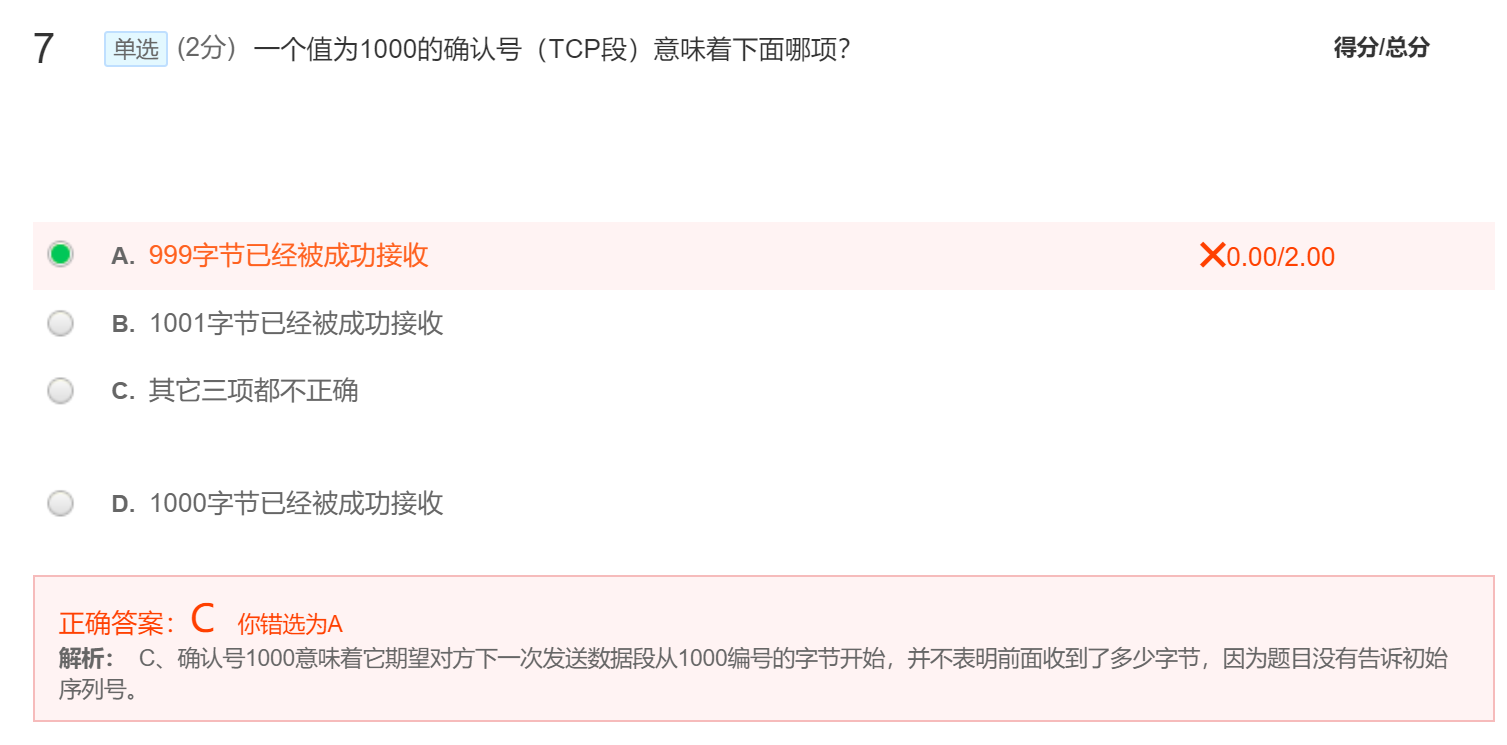 7 单选 (2分) 一个值为1000的确认号（TCP段）意味着下面哪项？ 得分/总分
A. 999字节已经被成功接收 ✕0.00/2.00
B. 1001字节已经被成功接收
C. 其它三项都不正确
D. 1000字节已经被成功接收
正确答案：C 你错选为A
解析： C、确认号1000意味着它期望对方下一次发送数据段从1000编号的字节开始，并不表明前面收到了多少字节，因为题目没有告诉初始
序列号。